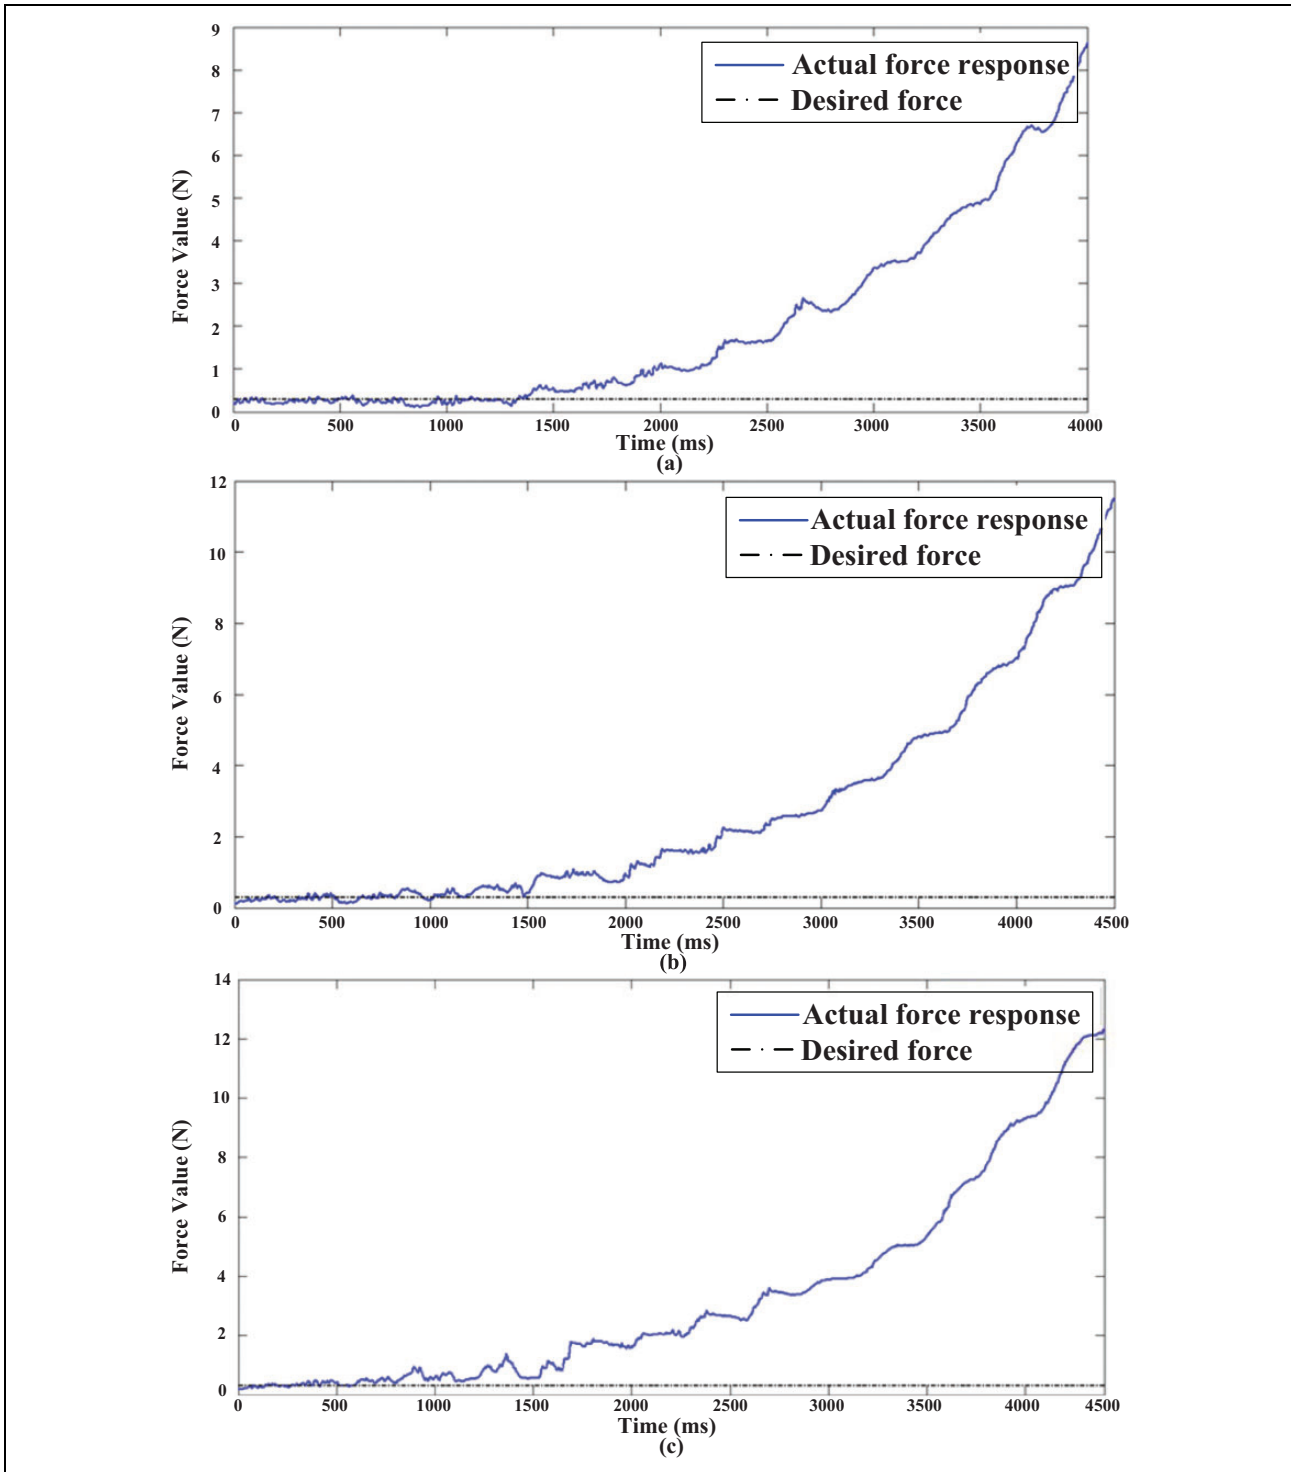 9
8
7
6
5
4
3
2
1
0
Force Value (N)
Actual force response
Desired force
0 500 1000 1500 2000 2500 3000 3500 4000
Time (ms)
(a)
12
10
8
6
4
2
0
Force Value (N)
Actual force response
Desired force
0 500 1000 1500 2000 2500 3000 3500 4000 4500
Time (ms)
(b)
14
12
10
8
6
4
2
0
Force Value (N)
Actual force response
Desired force
0 500 1000 1500 2000 2500 3000 3500 4000 4500
Time (ms)
(c)